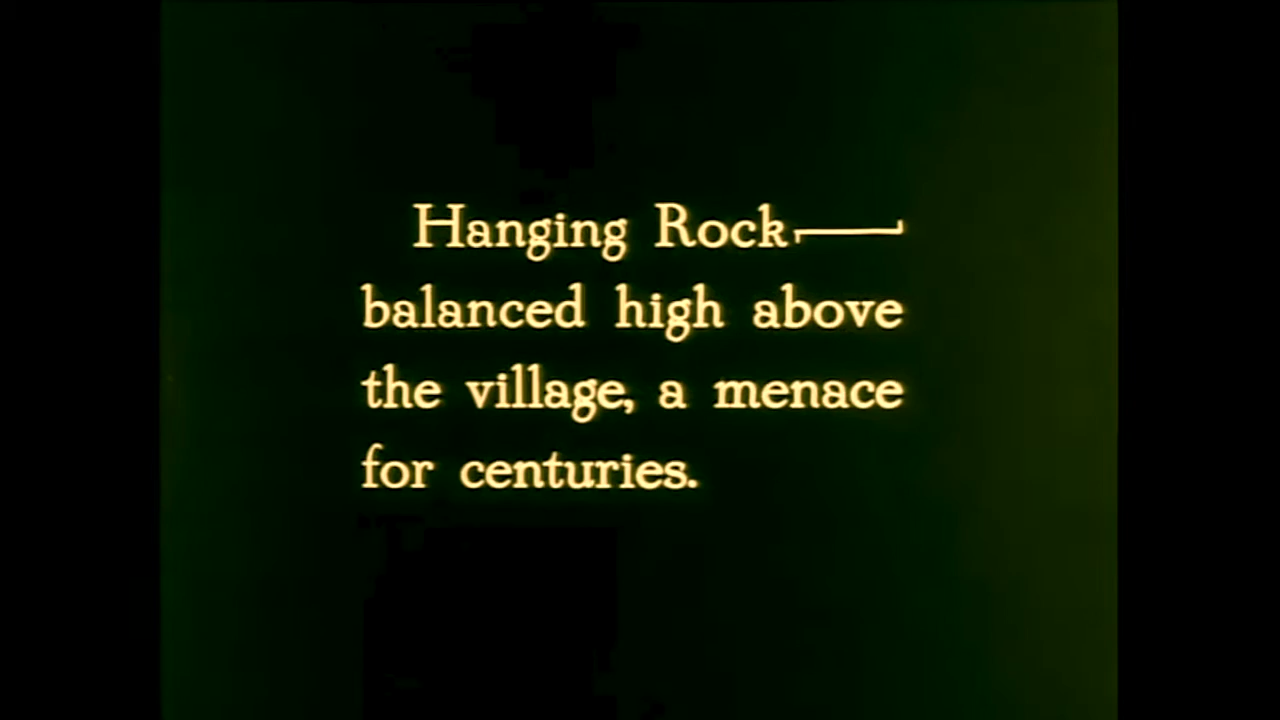 Hanging Rock—
balanced high above
the village, a menace
for centuries.